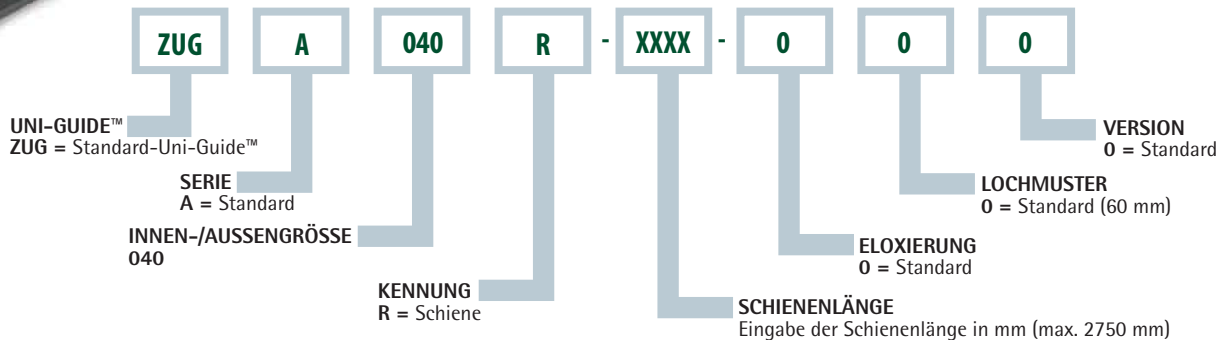 ZUG A 040 R - XXXX - 0 0 0
UNI-GUIDE™
ZUG = Standard-Uni-Guide™
SERIE
A = Standard
INNEN-/AUSSENGRÖSSE
040
KENNUNG
R = Schiene
SCHIENENLÄNGE
Eingabe der Schienenlänge in mm (max. 2750 mm)
ELOXIERUNG
0 = Standard
LOCHMUSTER
0 = Standard (60 mm)
VERSION
0 = Standard